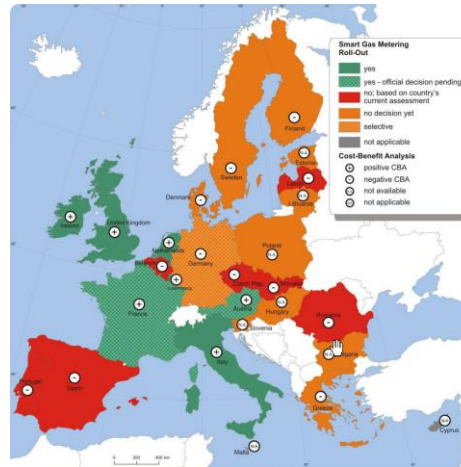 Smart Gas Metering
Roll-Out
yes
yes - official decision pending
no; based on country's
current assessment
no decision yet
selective
not applicable
Cost-Benefit Analysis
+ positive CBA
- negative CBA
not available
not applicable
Finland
Sweden
N.A.
Estonia
Latvia
N.A.
Lithuania
Denmark
Ireland
United Kingdom
Netherlands
Belgium
Germany
N.A.
Poland
Czech Rep.
France
Austria
N.A.
Hungary
N.A.
Slovenia
Romania
N.A.
Italy
Portugal
Spain
Greece
N.A.
Malta
N.A.
Cyprus
0 200 400 km